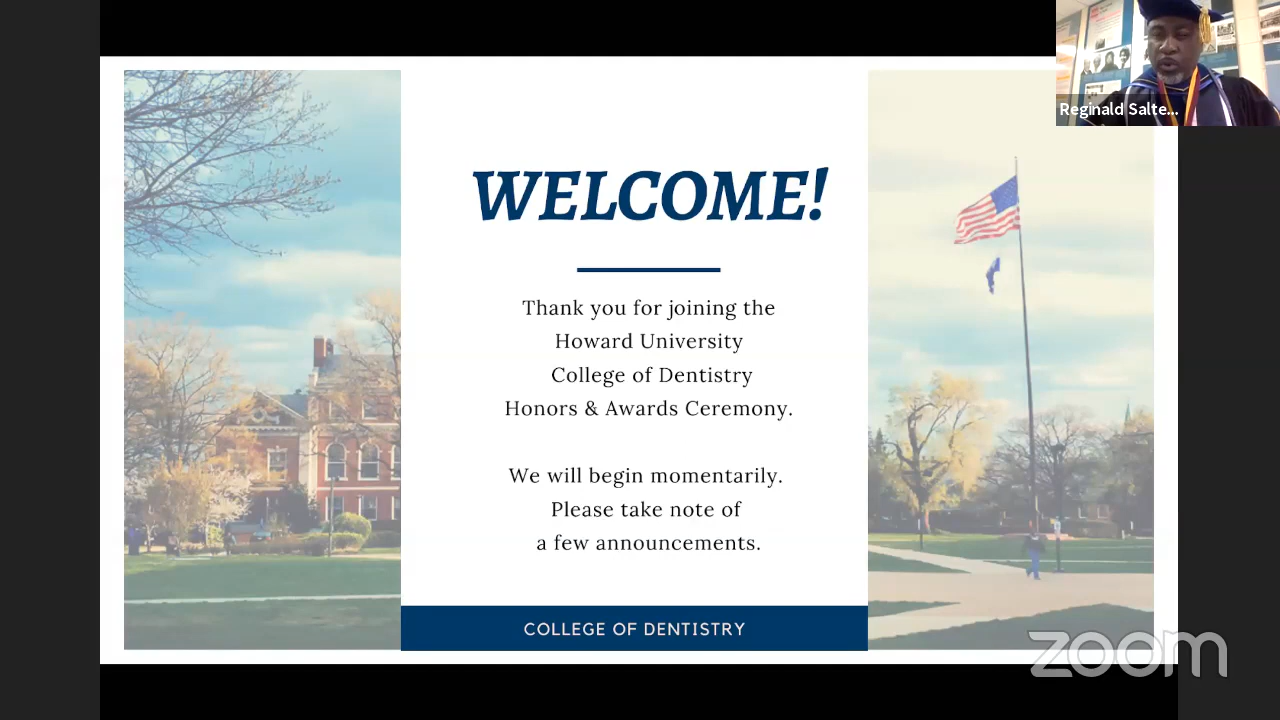 Reginald Salte...
WELCOME!
Thank you for joining the
Howard University
College of Dentistry
Honors & Awards Ceremony.
We will begin momentarily.
Please take note of
a few announcements.
COLLEGE OF DENTISTRY
zoom